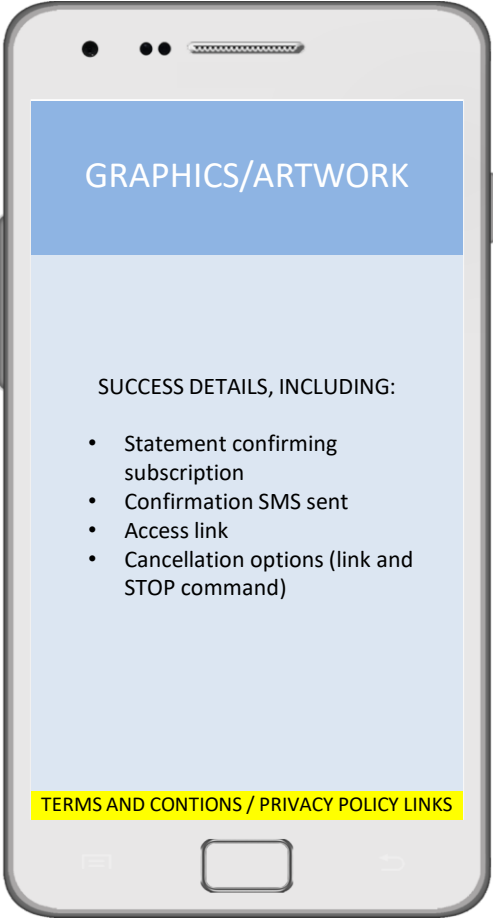 GRAPHICS/ARTWORK
SUCCESS DETAILS, INCLUDING:
• Statement confirming
subscription
• Confirmation SMS sent
• Access link
• Cancellation options (link and
STOP command)
TERMS AND CONTIONS / PRIVACY POLICY LINKS